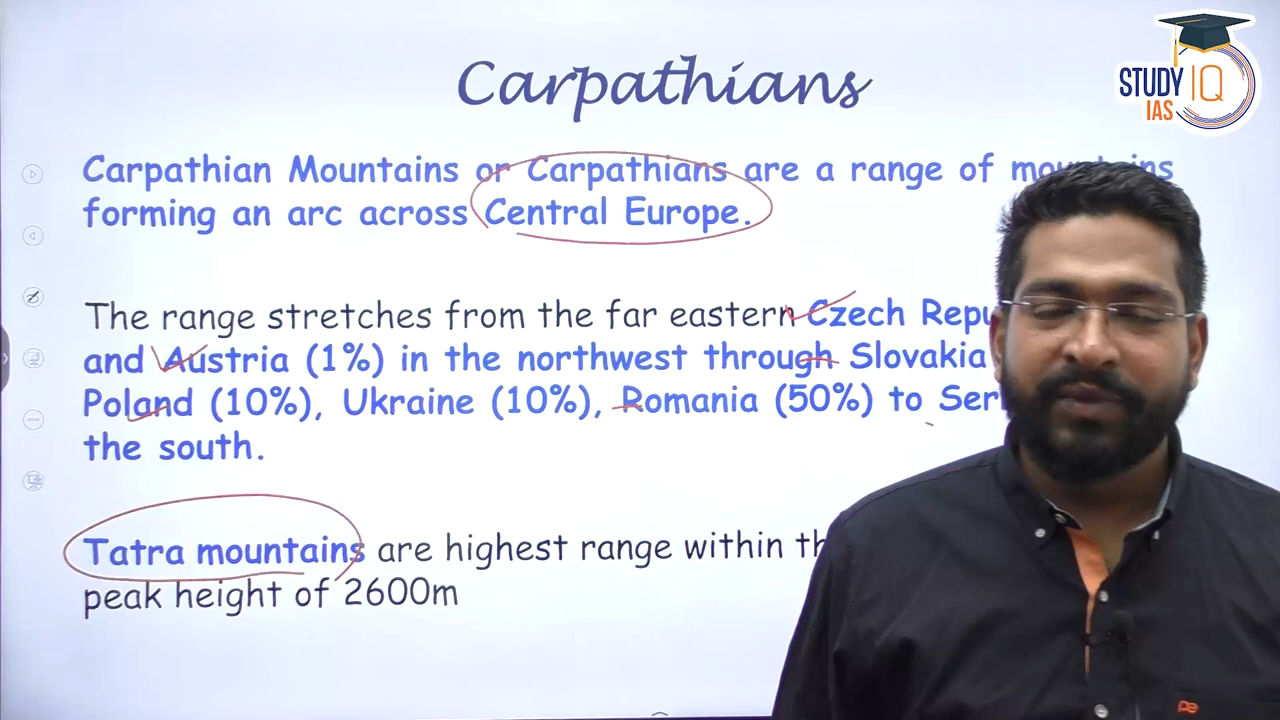 Carpathians
STUDY IQ
IAS
Carpathian Mountains or Carpathians are a range of mountains
forming an arc across Central Europe.
The range stretches from the far eastern Czech Repu
and Austria (1%) in the northwest through Slovakia
Poland (10%), Ukraine (10%), Romania (50%) to Ser
the south.
Tatra mountains are highest range within th
peak height of 2600m
pe